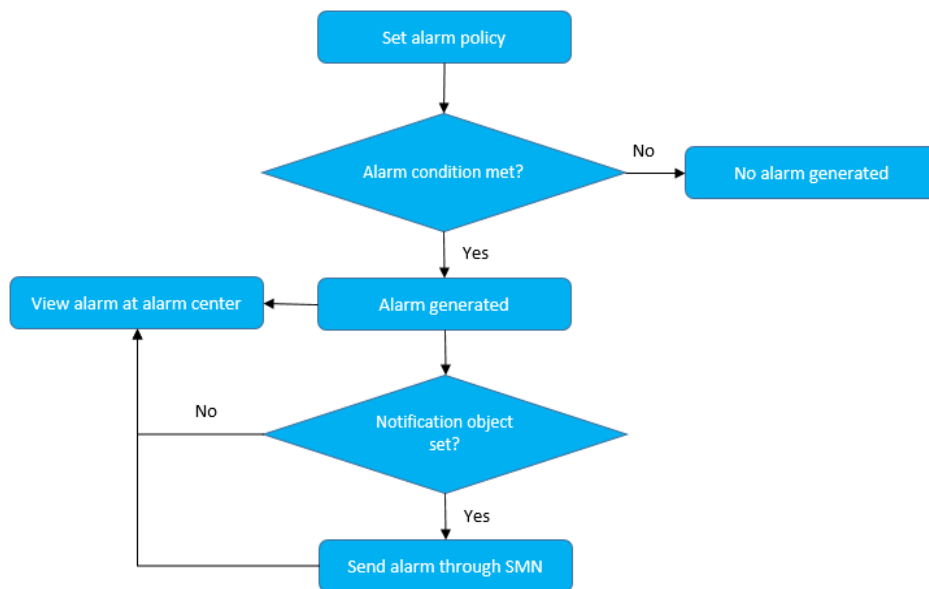 Set alarm policy
Alarm condition met?
No
No alarm generated
Yes
View alarm at alarm center
Alarm generated
No
Notification object
set?
Yes
Send alarm through SMN